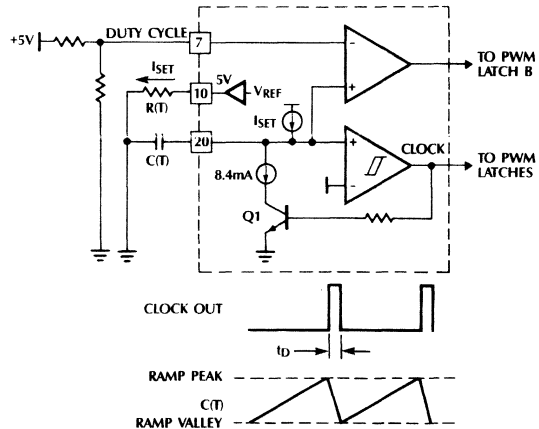 +5V
DUTY CYCLE
7
-
TO PWM
LATCH B
+
ISET
10
5V
VREF
R(T)
ISET
20
C(T)
+
CLOCK
TO PWM
LATCHES
8.4mA
-
Q1
CLOCK OUT
tD
RAMP PEAK
C(T)
RAMP VALLEY